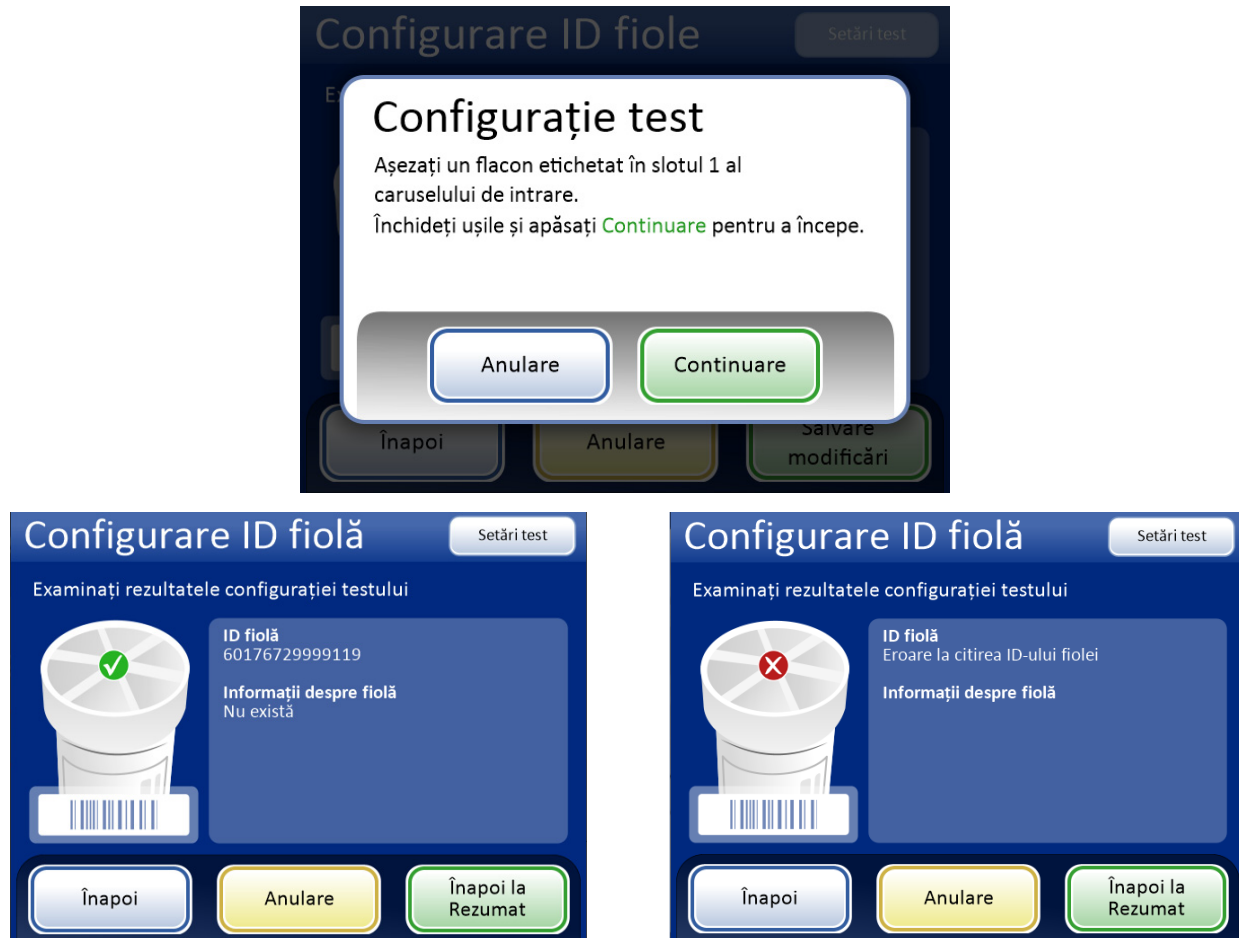 Configurare ID fiole
Setări test
Configurație test
Așezați un flacon etichetat în slotul 1 al
caruselului de intrare.
Închideți ușile și apăsați Continuare pentru a începe.
Anulare
Continuare
Înapoi
Anulare
Salvare
modificări
Configurare ID fiolă
Setări test
Examinați rezultatele configurației testului
ID fiolă
60176729999119
Informații despre fiolă
Nu există
Înapoi
Anulare
Înapoi la
Rezumat
Configurare ID fiolă
Setări test
Examinați rezultatele configurației testului
ID fiolă
Eroare la citirea ID-ului fiolei
Informații despre fiolă
Înapoi
Anulare
Înapoi la
Rezumat